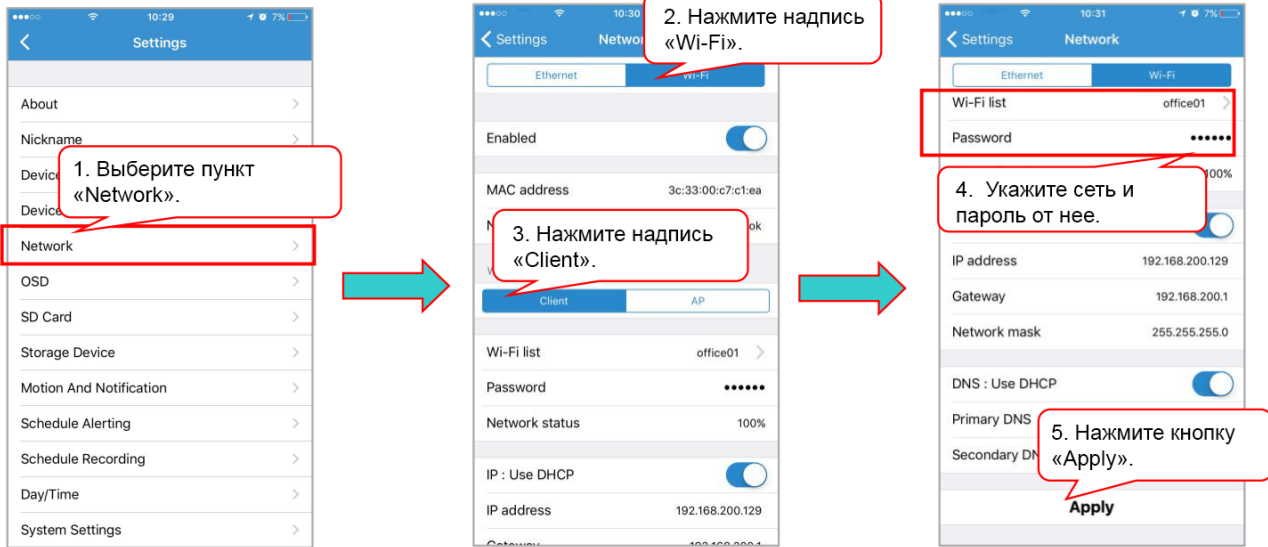 10:29
7%
Settings
About
Nickname
1. Выберите пункт
«Network».
Device
Device
Network
OSD
SD Card
Storage Device
Motion And Notification
Schedule Alerting
Schedule Recording
Day/Time
System Settings
10:30
Settings
2. Нажмите надпись
«Wi-Fi».
Ethernet
Wi-Fi
Enabled
MAC address 3c:33:00:c7:c1:ea
3. Нажмите надпись
«Client».
ok
Client AP
Wi-Fi list office01
Password ••••••
Network status 100%
IP : Use DHCP
IP address 192.168.200.129
Gateway 192.168.200.1
10:31
7%
Settings Network
Ethernet Wi-Fi
Wi-Fi list office01
Password ••••••
100%
4. Укажите сеть и
пароль от нее.
IP address 192.168.200.129
Gateway 192.168.200.1
Network mask 255.255.255.0
DNS : Use DHCP
Primary DNS
Secondary DN
5. Нажмите кнопку
«Apply».
Apply